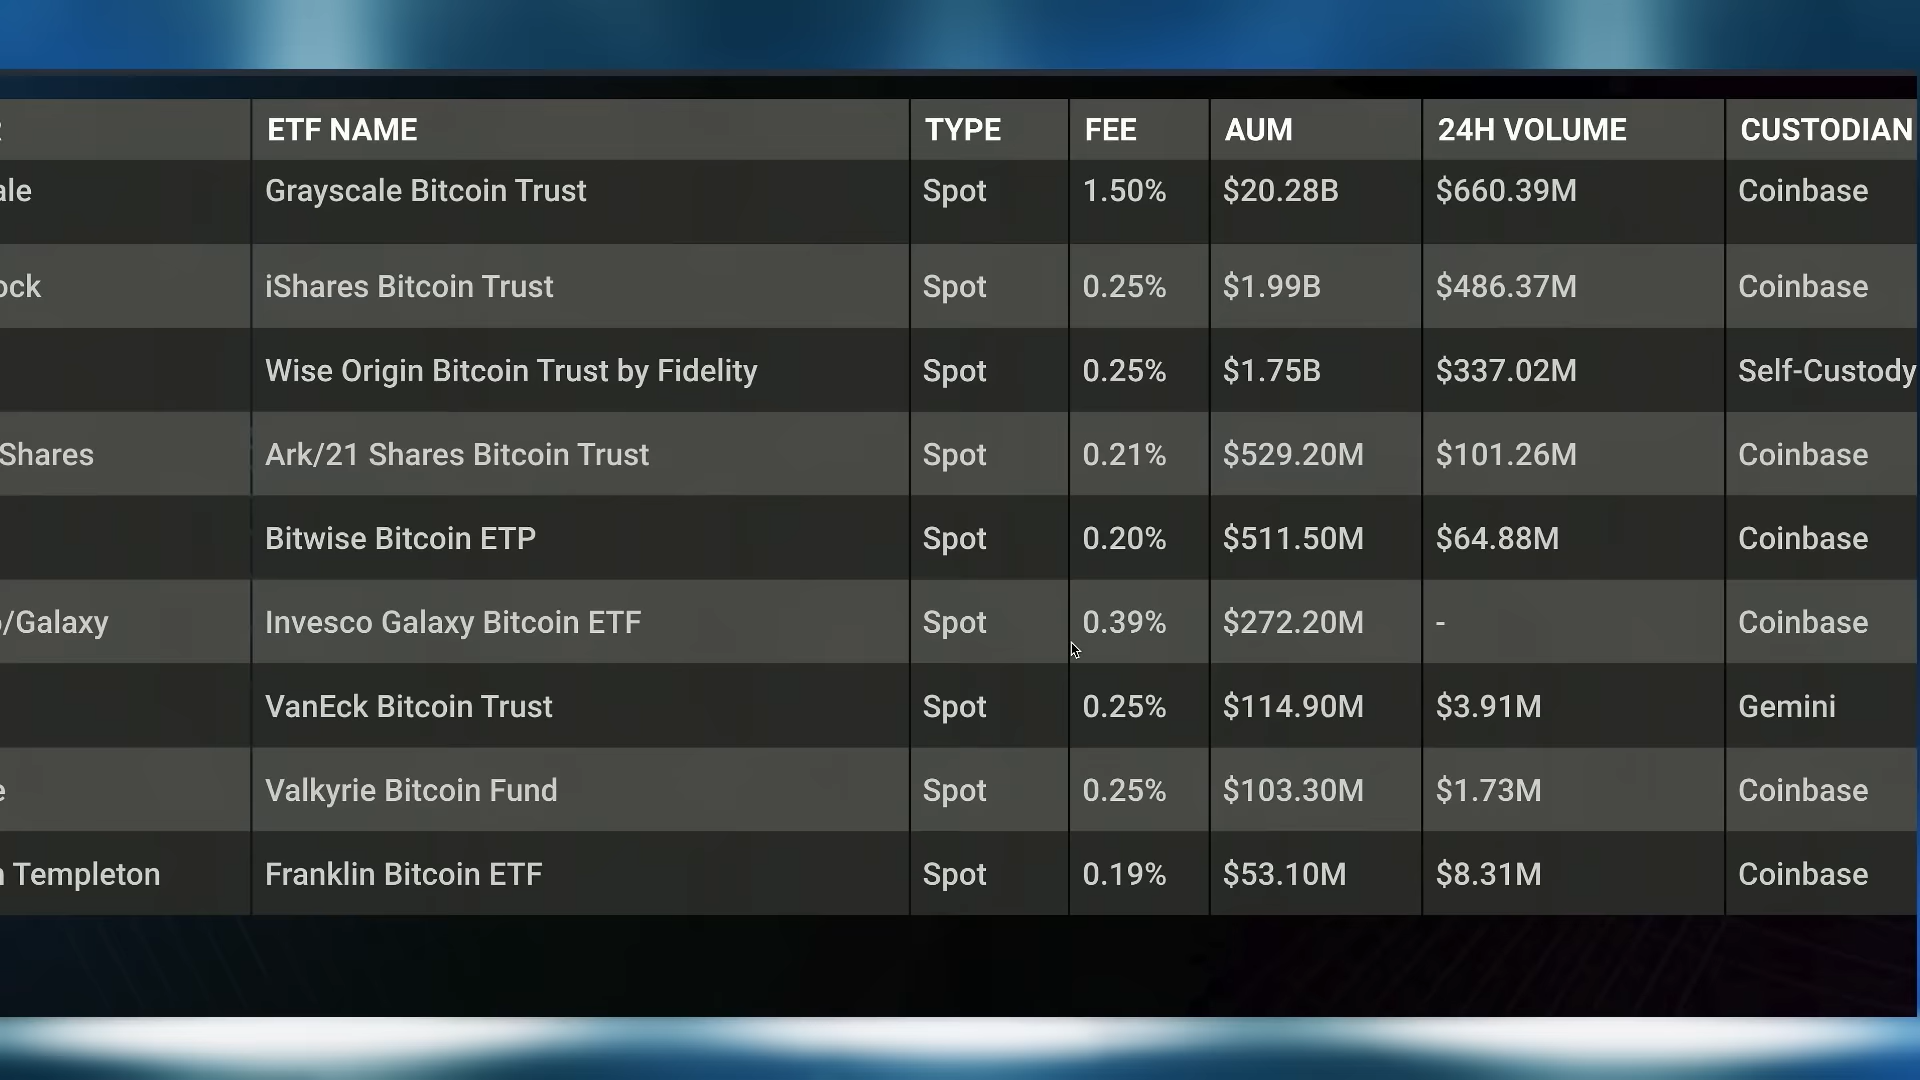 ETF NAME TYPE FEE AUM 24H VOLUME CUSTODIAN
ale Grayscale Bitcoin Trust Spot 1.50% $20.28B $660.39M Coinbase
ock iShares Bitcoin Trust Spot 0.25% $1.99B $486.37M Coinbase
Wise Origin Bitcoin Trust by Fidelity Spot 0.25% $1.75B $337.02M Self-Custody
Shares Ark/21 Shares Bitcoin Trust Spot 0.21% $529.20M $101.26M Coinbase
Bitwise Bitcoin ETP Spot 0.20% $511.50M $64.88M Coinbase
/Galaxy Invesco Galaxy Bitcoin ETF Spot 0.39% $272.20M - Coinbase
VanEck Bitcoin Trust Spot 0.25% $114.90M $3.91M Gemini
e Valkyrie Bitcoin Fund Spot 0.25% $103.30M $1.73M Coinbase
Templeton Franklin Bitcoin ETF Spot 0.19% $53.10M $8.31M Coinbase